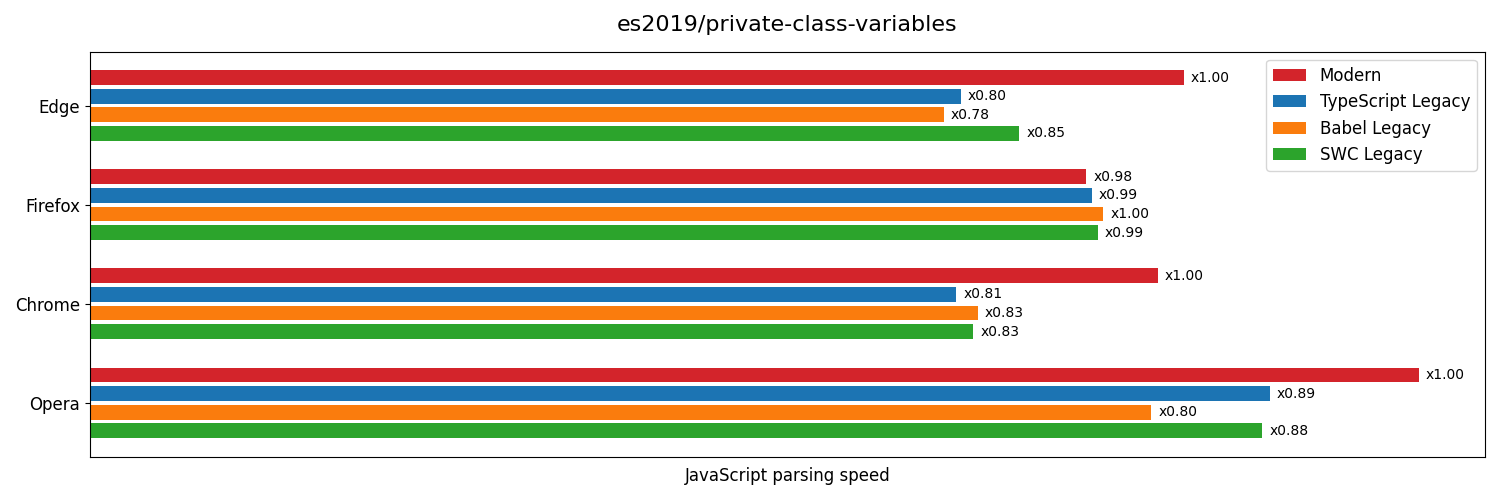 es2019/private-class-variables
Modern
TypeScript Legacy
Babel Legacy
SWC Legacy
Edge
x1.00
x0.80
x0.78
x0.85
Firefox
x0.98
x0.99
x1.00
x0.99
Chrome
x1.00
x0.81
x0.83
x0.83
Opera
x1.00
x0.89
x0.80
x0.88
JavaScript parsing speed